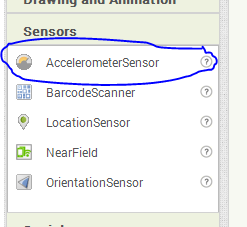 Drawing and Animation
Sensors
AccelerometerSensor
BarcodeScanner
LocationSensor
NearField
OrientationSensor